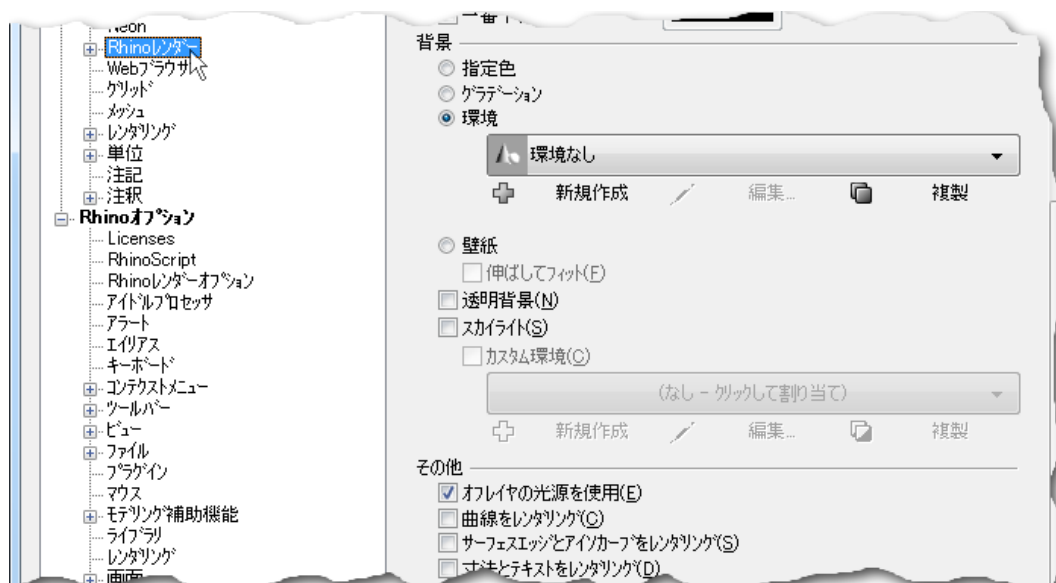 Neon
Rhinoレンダー
Webブラウザ
グリッド
メッシュ
レンダリング
単位
注記
注釈
Rhinoオプション
Licenses
RhinoScript
Rhinoレンダーオプション
アイドルプロセッサ
アラート
エイリアス
キーボード
コンテクストメニュー
ツールバー
ビュー
ファイル
プラグイン
マウス
モデリング補助機能
ライブラリ
レンダリング
画面
背景
指定色
グラデーション
環境
環境なし
新規作成 編集... 複製
壁紙
伸ばしてフィット(F)
透明背景(N)
スカイライト(S)
カスタム環境(C)
(なし - クリックして割り当て)
新規作成 編集... 複製
その他
オフレイヤの光源を使用(E)
曲線をレンダリング(C)
サーフェスエッジとアイソカーブをレンダリング(S)
寸法とテキストをレンダリング(D)